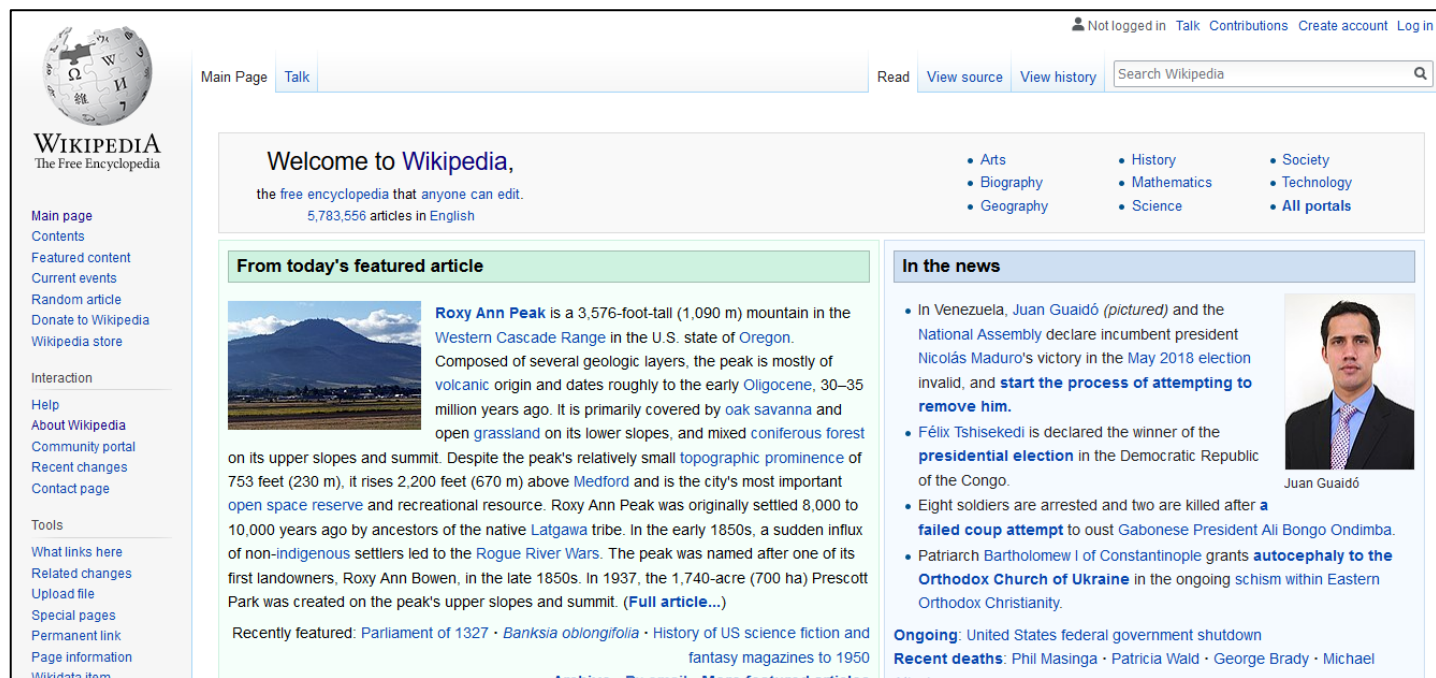 Not logged in Talk Contributions Create account Log in
Main Page Talk Read View source View history Search Wikipedia
WIKIPEDIA
The Free Encyclopedia
Main page
Contents
Featured content
Current events
Random article
Donate to Wikipedia
Wikipedia store
Interaction
Help
About Wikipedia
Community portal
Recent changes
Contact page
Tools
What links here
Related changes
Upload file
Special pages
Permanent link
Page information
Wikidata item
Welcome to Wikipedia,
the free encyclopedia that anyone can edit.
5,783,556 articles in English
• Arts
• Biography
• Geography
• History
• Mathematics
• Science
• Society
• Technology
• All portals
From today's featured article
Roxy Ann Peak is a 3,576-foot-tall (1,090 m) mountain in the
Western Cascade Range in the U.S. state of Oregon.
Composed of several geologic layers, the peak is mostly of
volcanic origin and dates roughly to the early Oligocene, 30–35
million years ago. It is primarily covered by oak savanna and
open grassland on its lower slopes, and mixed coniferous forest
on its upper slopes and summit. Despite the peak's relatively small topographic prominence of
753 feet (230 m), it rises 2,200 feet (670 m) above Medford and is the city's most important
open space reserve and recreational resource. Roxy Ann Peak was originally settled 8,000 to
10,000 years ago by ancestors of the native Latgawa tribe. In the early 1850s, a sudden influx
of non-indigenous settlers led to the Rogue River Wars. The peak was named after one of its
first landowners, Roxy Ann Bowen, in the late 1850s. In 1937, the 1,740-acre (700 ha) Prescott
Park was created on the peak's upper slopes and summit. (Full article...)
Recently featured: Parliament of 1327 · Banksia oblongifolia · History of US science fiction and
fantasy magazines to 1950
Archive · By email · More featured articles
In the news
• In Venezuela, Juan Guaidó (pictured) and the
National Assembly declare incumbent president
Nicolás Maduro's victory in the May 2018 election
invalid, and start the process of attempting to
remove him.
• Félix Tshisekedi is declared the winner of the
presidential election in the Democratic Republic
of the Congo.
Juan Guaidó
• Eight soldiers are arrested and two are killed after a
failed coup attempt to oust Gabonese President Ali Bongo Ondimba.
• Patriarch Bartholomew I of Constantinople grants autocephaly to the
Orthodox Church of Ukraine in the ongoing schism within Eastern
Orthodox Christianity.
Ongoing: United States federal government shutdown
Recent deaths: Phil Masinga · Patricia Wald · George Brady · Michael